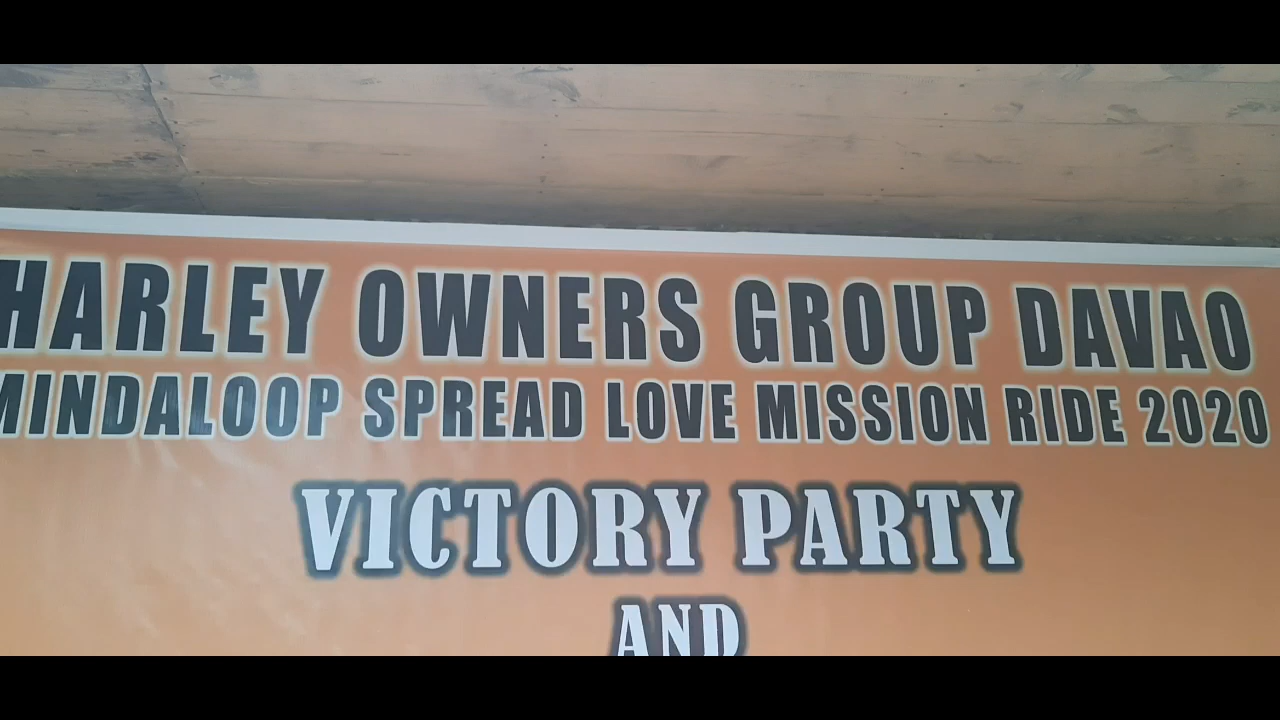 HARLEY OWNERS GROUP DAVAO
MINDALOOP SPREAD LOVE MISSION RIDE 2020
VICTORY PARTY
AND